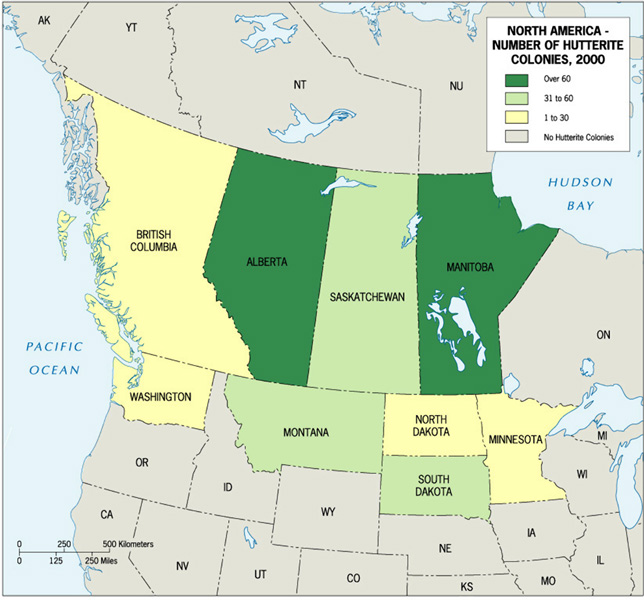 NORTH AMERICA -
NUMBER OF HUTTERITE
COLONIES, 2000
Over 60
31 to 60
1 to 30
No Hutterite Colonies
AK
YT
NT
NU
HUDSON
BAY
BRITISH
COLUMBIA
ALBERTA
SASKATCHEWAN
MANITOBA
ON
PACIFIC
OCEAN
WASHINGTON
MONTANA
NORTH
DAKOTA
MINNESOTA
SOUTH
DAKOTA
MI
WI
OR
ID
WY
CA
NV
UT
CO
NE
KS
IA
MO
IL
0 250 500 Kilometers
0 125 250 Miles